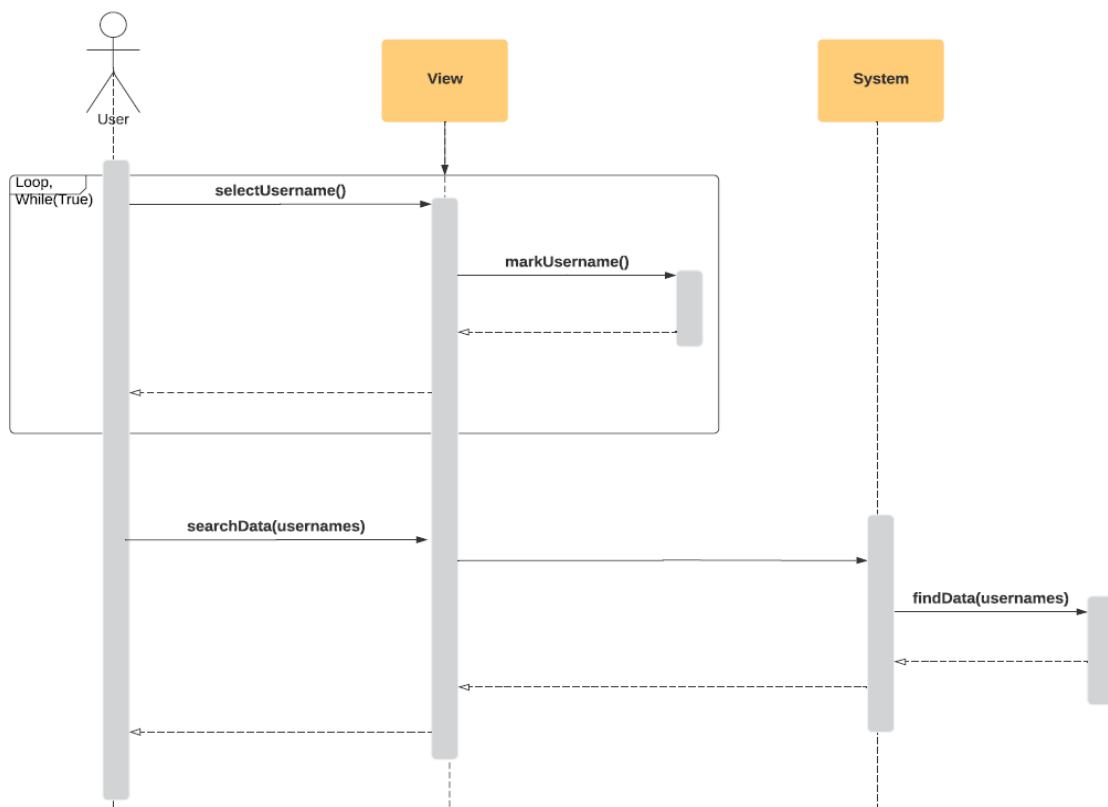 View
System
User
Loop,
While(True)
selectUsername()
markUsername()
searchData(usernames)
findData(usernames)